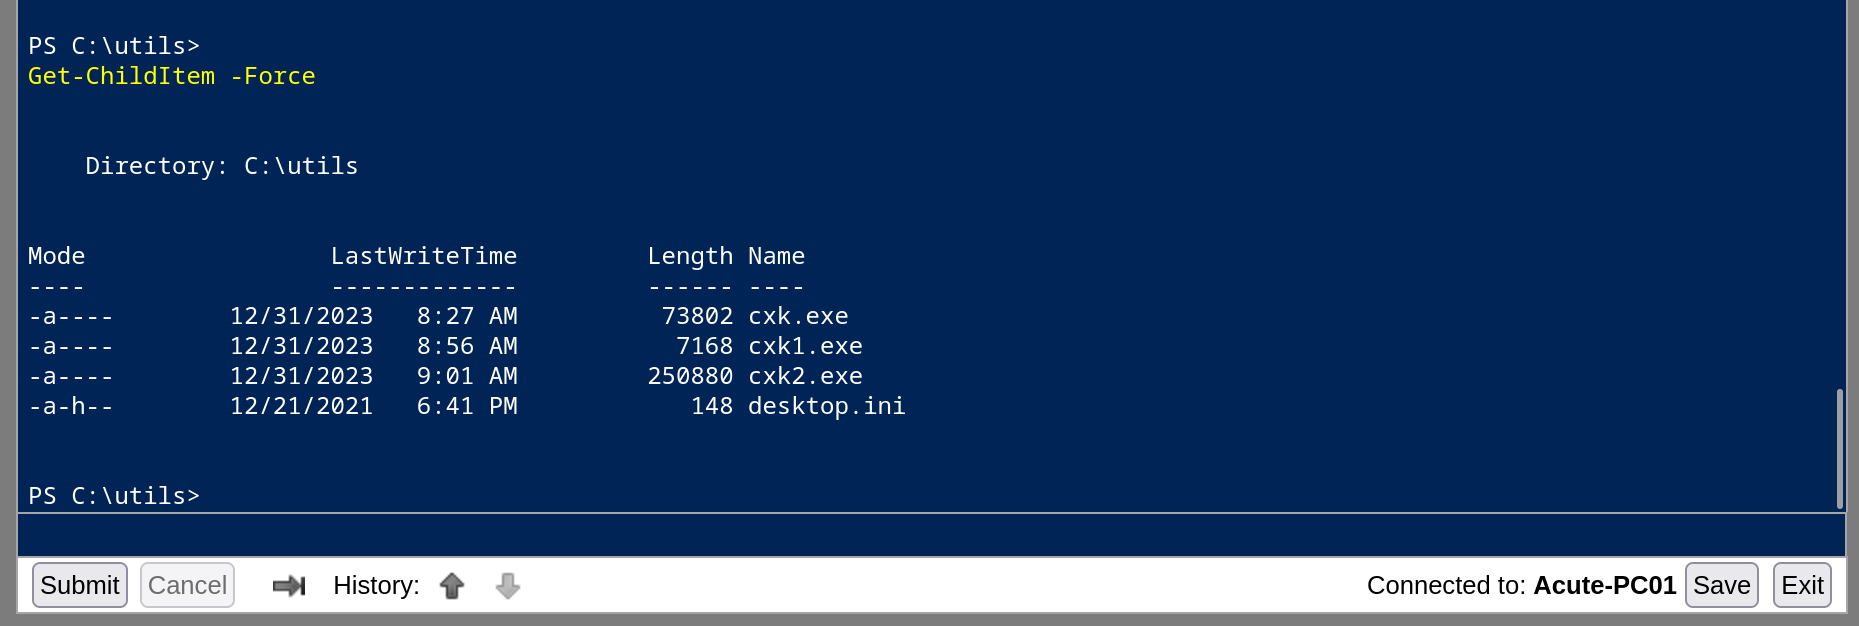 PS C:\utils>
Get-ChildItem -Force
Directory: C:\utils
Mode                 LastWriteTime         Length Name
----                 -------------         ------ ----
-a----        12/31/2023   8:27 AM          73802 cxk.exe
-a----        12/31/2023   8:56 AM           7168 cxk1.exe
-a----        12/31/2023   9:01 AM         250880 cxk2.exe
-a-h--        12/21/2021   6:41 PM            148 desktop.ini
PS C:\utils>
Submit Cancel History: Connected to: Acute-PC01 Save Exit